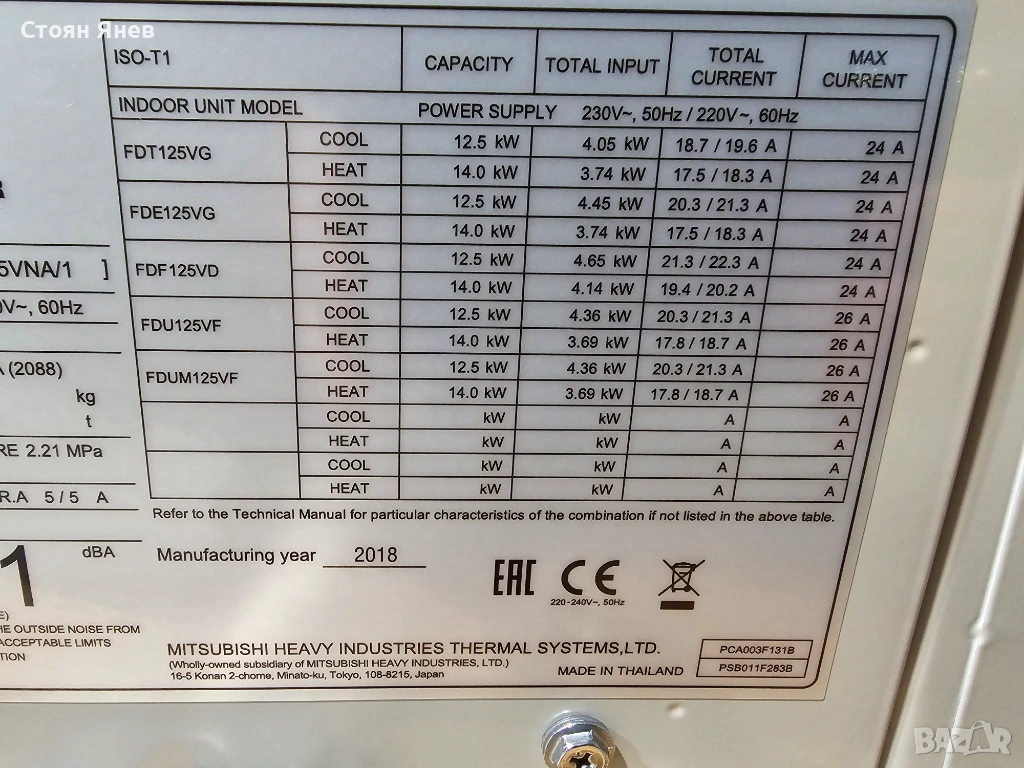 Стоян Янев
ISO-T1 CAPACITY TOTAL INPUT TOTAL CURRENT MAX CURRENT
INDOOR UNIT MODEL POWER SUPPLY 230V~, 50Hz / 220V~, 60Hz
FDT125VG COOL 12.5 kW 4.05 kW 18.7 / 19.6 A 24 A
HEAT 14.0 kW 3.74 kW 17.5 / 18.3 A 24 A
FDE125VG COOL 12.5 kW 4.45 kW 20.3 / 21.3 A 24 A
HEAT 14.0 kW 3.74 kW 17.5 / 18.3 A 24 A
FDF125VD COOL 12.5 kW 4.65 kW 21.3 / 22.3 A 24 A
HEAT 14.0 kW 4.14 kW 19.4 / 20.2 A 24 A
FDU125VF COOL 12.5 kW 4.36 kW 20.3 / 21.3 A 26 A
HEAT 14.0 kW 3.69 kW 17.8 / 18.7 A 26 A
FDUM125VF COOL 12.5 kW 4.36 kW 20.3 / 21.3 A 26 A
HEAT 14.0 kW 3.69 kW 17.8 / 18.7 A 26 A
COOL kW kW A A
HEAT kW kW A A
COOL kW kW A A
HEAT kW kW A A
Refer to the Technical Manual for particular characteristics of the combination if not listed in the above table.
R
5VNA/1 ]
0V~, 60Hz
A (2088)
kg
t
RE 2.21 MPa
R.A 5 / 5 A
1 dBA
E)
HE OUTSIDE NOISE FROM
ACCEPTABLE LIMITS
TION
Manufacturing year 2018
EAC CE
220-240V~, 50Hz
MITSUBISHI HEAVY INDUSTRIES THERMAL SYSTEMS,LTD.
(Wholly-owned subsidiary of MITSUBISHI HEAVY INDUSTRIES, LTD.)
16-5 Konan 2-chome, Minato-ku, Tokyo, 108-8215, Japan
MADE IN THAILAND
PCA003F131B
PSB011F283B
BAZAR